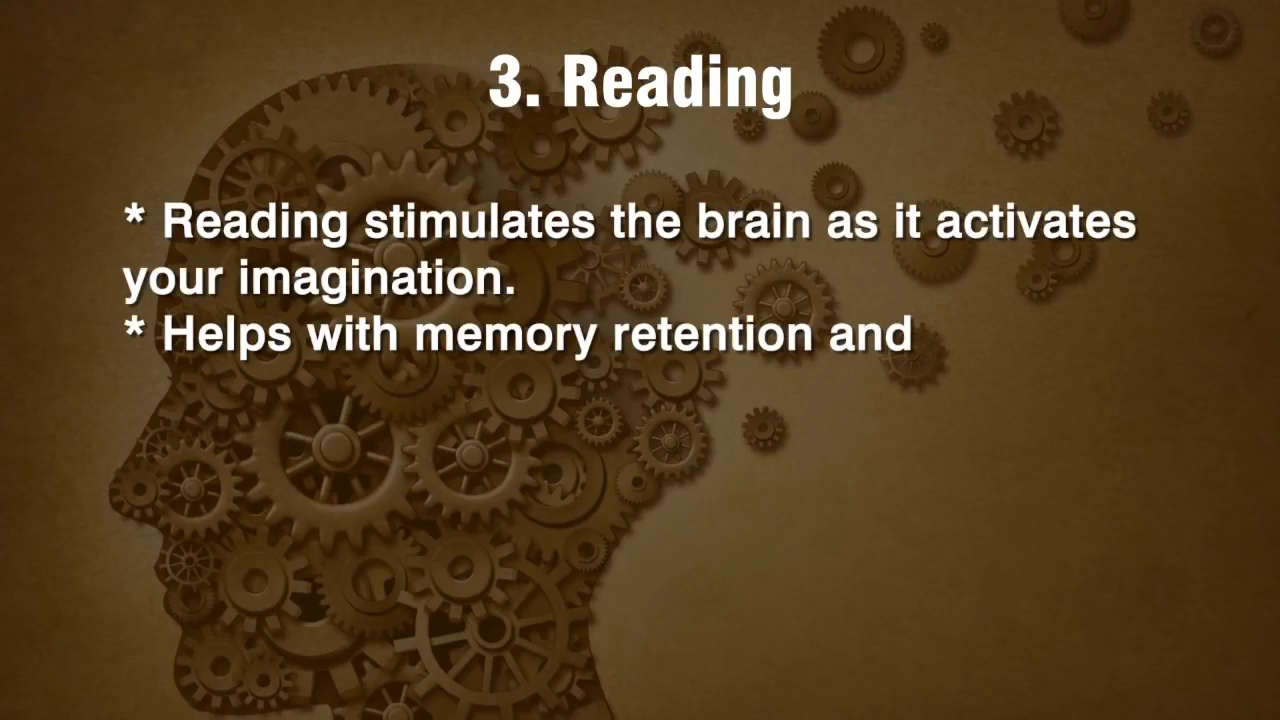 3. Reading
* Reading stimulates the brain as it activates
your imagination.
* Helps with memory retention and